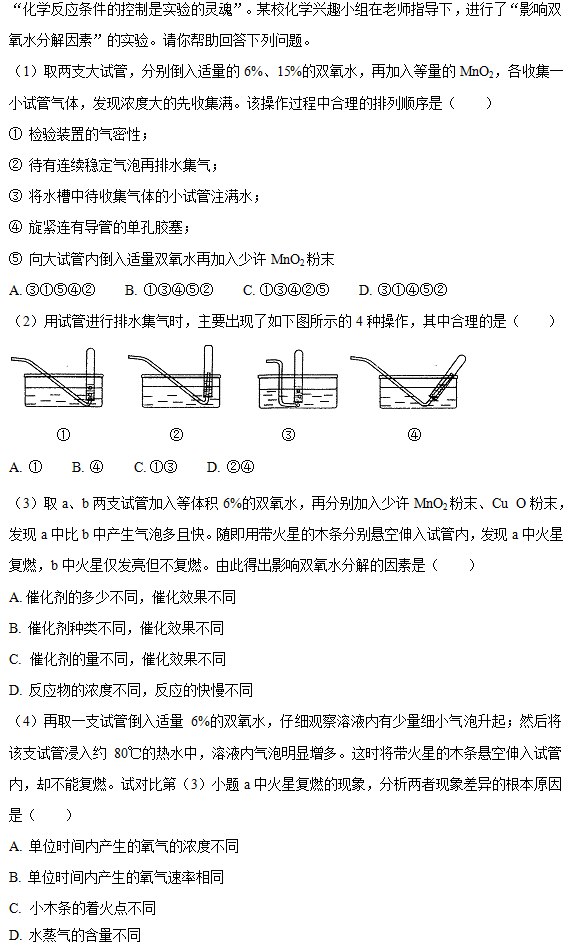 “化学反应条件的控制是实验的灵魂”。某校化学兴趣小组在老师指导下，进行了“影响双
氧水分解因素”的实验。请你帮助回答下列问题。
（1）取两支大试管，分别倒入适量的 6%、15%的双氧水，再加入等量的 MnO₂，各收集一
小试管气体，发现浓度大的先收集满。该操作过程中合理的排列顺序是（　　）
① 检验装置的气密性；
② 待有连续稳定气泡再排水集气；
③ 将水槽中待收集气体的小试管注满水；
④ 旋紧连有导管的单孔胶塞；
⑤ 向大试管内倒入适量双氧水再加入少许 MnO₂ 粉末
A. ③①⑤④② B. ①③④⑤② C. ①③④②⑤ D. ③①④⑤②
（2）用试管进行排水集气时，主要出现了如下图所示的 4 种操作，其中合理的是（　　）
① ② ③ ④
A. ① B. ④ C. ①③ D. ②④
（3）取 a、b 两支试管加入等体积 6%的双氧水，再分别加入少许 MnO₂ 粉末、Cu O 粉末，
发现 a 中比 b 中产生气泡多且快。随即用带火星的木条分别悬空伸入试管内，发现 a 中火星
复燃，b 中火星仅发亮但不复燃。由此得出影响双氧水分解的因素是（　　）
A. 催化剂的多少不同，催化效果不同
B. 催化剂种类不同，催化效果不同
C. 催化剂的量不同，催化效果不同
D. 反应物的浓度不同，反应的快慢不同
（4）再取一支试管倒入适量 6%的双氧水，仔细观察溶液内有少量细小气泡升起；然后将
该支试管浸入约 80℃的热水中，溶液内气泡明显增多。这时将带火星的木条悬空伸入试管
内，却不能复燃。试对比第（3）小题 a 中火星复燃的现象，分析两者现象差异的根本原因
是（　　）
A. 单位时间内产生的氧气的浓度不同
B. 单位时间内产生的氧气速率相同
C. 小木条的着火点不同
D. 水蒸气的含量不同